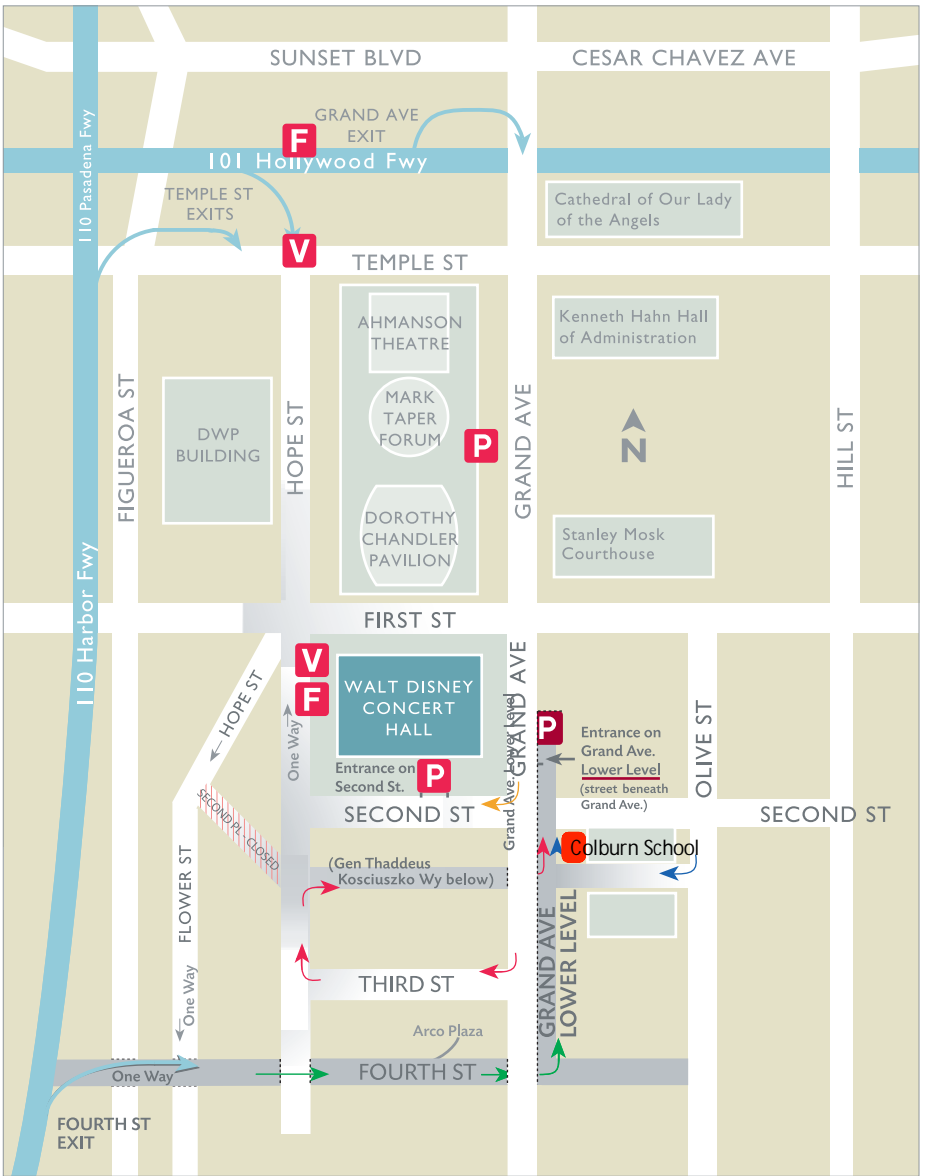 SUNSET BLVD
CESAR CHAVEZ AVE
110 Pasadena Fwy
GRAND AVE
EXIT
F
101 Hollywood Fwy
TEMPLE ST
EXITS
Cathedral of Our Lady
of the Angels
V
TEMPLE ST
AHMANSON
THEATRE
Kenneth Hahn Hall
of Administration
FIGUEROA ST
HOPE ST
GRAND AVE
HILL ST
MARK
TAPER
FORUM
P
N
DWP
BUILDING
DOROTHY
CHANDLER
PAVILION
Stanley Mosk
Courthouse
FIRST ST
110 Harbor Fwy
HOPE ST
V
F
One Way
WALT DISNEY
CONCERT
HALL
GRAND AVE
Grand Ave. Lower Level
P
Entrance on
Grand Ave.
Lower Level
(street beneath
Grand Ave.)
OLIVE ST
Entrance on
Second St.
P
SECOND ST
SECOND ST
SECOND PL - CLOSED
Colburn School
(Gen Thaddeus
Kosciuszko Wy below)
FLOWER ST
GRAND AVE
LOWER LEVEL
THIRD ST
One Way
Arco Plaza
One Way
FOURTH ST
FOURTH ST
EXIT